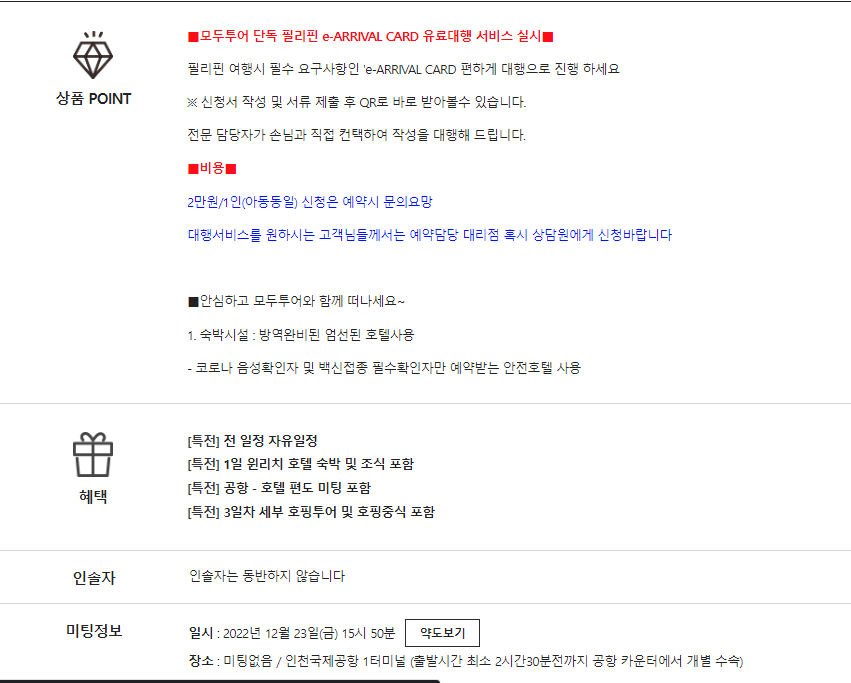 ■모두투어 단독 필리핀 e-ARRIVAL CARD 유료대행 서비스 실시■
필리핀 여행시 필수 요구사항인 'e-ARRIVAL CARD 편하게 대행으로 진행 하세요
상품 POINT
※ 신청서 작성 및 서류 제출 후 QR로 바로 받아볼수 있습니다.
전문 담당자가 손님과 직접 컨택하여 작성을 대행해 드립니다.
■비용■
2만원/1인(아동동일) 신청은 예약시 문의요망
대행서비스를 원하시는 고객님들께서는 예약담당 대리점 혹시 상담원에게 신청바랍니다
■안심하고 모두투어와 함께 떠나세요~
1. 숙박시설 : 방역완비된 엄선된 호텔사용
- 코로나 음성확인자 및 백신접종 필수확인자만 예약받는 안전호텔 사용
[특전] 전 일정 자유일정
[특전] 1일 윈리치 호텔 숙박 및 조식 포함
[특전] 공항 - 호텔 편도 미팅 포함
혜택
[특전] 3일차 세부 호핑투어 및 호핑중식 포함
인솔자 인솔자는 동반하지 않습니다
미팅정보 일시 : 2022년 12월 23일(금) 15시 50분 약도보기
장소 : 미팅없음 / 인천국제공항 1터미널 (출발시간 최소 2시간30분전까지 공항 카운터에서 개별 수속)